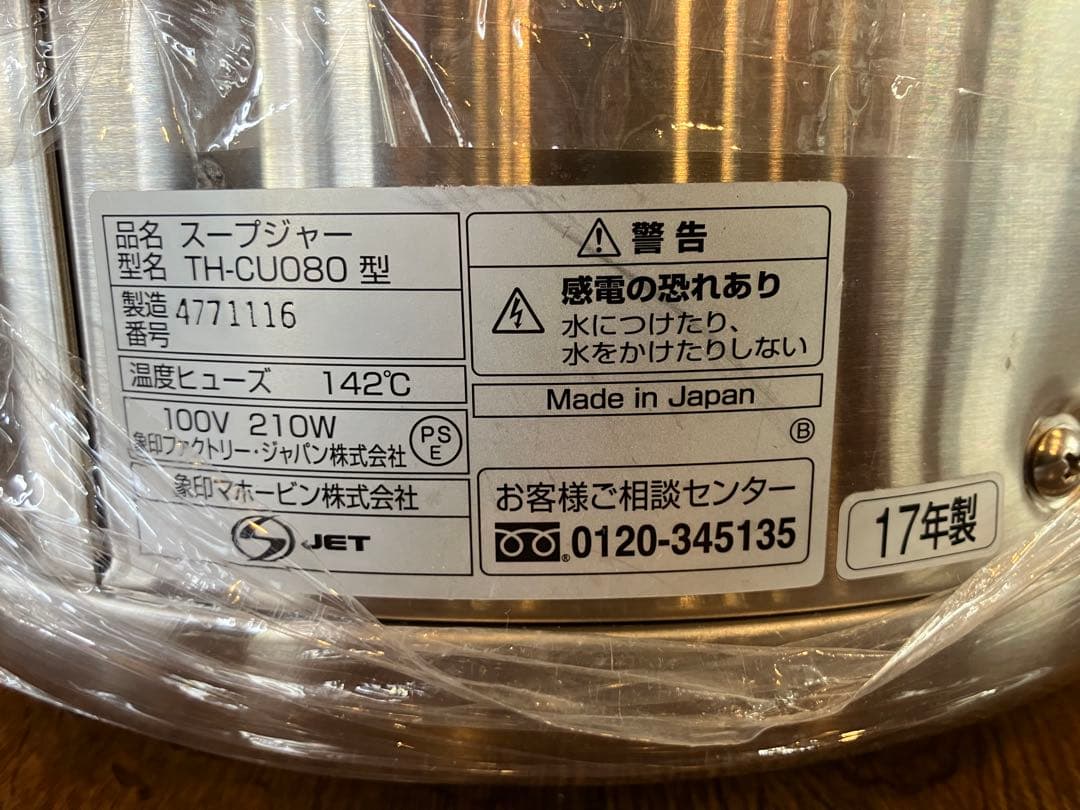 品名 スープジャー
型名 TH-CU080 型
製造番号 4771116
温度ヒューズ 142℃
100V 210W
象印ファクトリー・ジャパン株式会社
PS
E
象印マホービン株式会社
JET
警告
感電の恐れあり
水につけたり、
水をかけたりしない
Made in Japan
Ⓑ
お客様ご相談センター
0120-345135
17年製